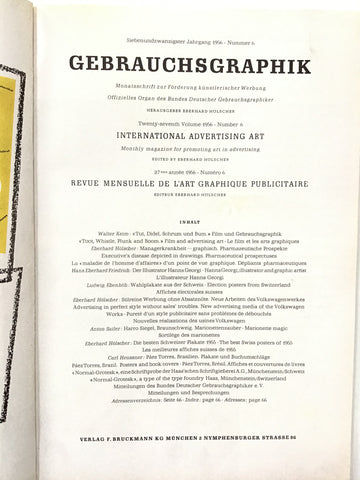 Siebenundzwanzigster Jahrgang 1956 - Nummer 6
GEBRAUCHSGRAPHIK
Monatsschrift zur Förderung künstlerischer Werbung
Offizielles Organ des Bundes Deutscher Gebrauchsgraphiker
HERAUSGEBER EBERHARD HÖLSCHER
Twenty-seventh Volume 1956 - Number 6
INTERNATIONAL ADVERTISING ART
Monthly magazine for promoting art in advertising
EDITED BY EBERHARD HÖLSCHER
27ème année 1956 - Numéro 6
REVUE MENSUELLE DE L'ART GRAPHIQUE PUBLICITAIRE
EDITEUR EBERHARD HÖLSCHER
INHALT
Walter Keim: «Tut, Didel, Schrum und Bum» Film und Gebrauchsgraphik
«Toot, Whistle, Plunk and Boom» Film and advertising art · Le film et les arts graphiques
Eberhard Hölscher: Managerkrankheit - graphisch. Pharmazeutische Prospekte
Executive's disease depicted in drawings. Pharmaceutical prospectuses
La «maladie de l'homme d'affaires» d'un point de vue graphique. Dépliants pharmaceutiques
Hans Eberhard Friedrich: Der Illustrator Hanns Georgi · Hanns Georgi, illustrator and graphic artist
L'illustrateur Hanns Georgi
Ludwig Ebenhöh: Wahlplakate aus der Schweiz · Election posters from Switzerland
Affiches électorales suisses
Eberhard Hölscher: Stilreine Werbung ohne Absatznöte. Neue Arbeiten des Volkswagenwerkes
Advertising in perfect style without sales' troubles. New advertising media of the Volkswagen
Works · Pureté d'un style publicitaire sans problèmes de débouchés
Nouvelles réalisations des usines Volkswagen
Anton Sailer: Harro Siegel, Braunschweig. Marionettenzauber · Marionette magic
Sortilège des marionettes
Eberhard Hölscher: Die besten Schweizer Plakate 1955 · The best Swiss posters of 1955
Les meilleures affiches suisses de 1955
Carl Heussner: Páez Torres, Brasilien. Plakate und Buchumschläge
Páez Torres, Brazil. Posters and book covers · Páez Torres, Brésil. Affiches et couvertures de livres
«Normal-Grotesk», eine Schriftprobe der Haas'schen Schriftgießerei A.G., Münchenstein/Schweiz
«Normal-Grotesk», a type of the type foundry Haas, Münchenstein/Switzerland
Mitteilungen des Bundes Deutscher Gebrauchsgraphiker e.V.
Mitteilungen und Besprechungen
Adressenverzeichnis: Seite 66 · Index: page 66 · Adresses: page 66
VERLAG F. BRUCKMANN KG MÜNCHEN 2 NYMPHENBURGER STRASSE 86